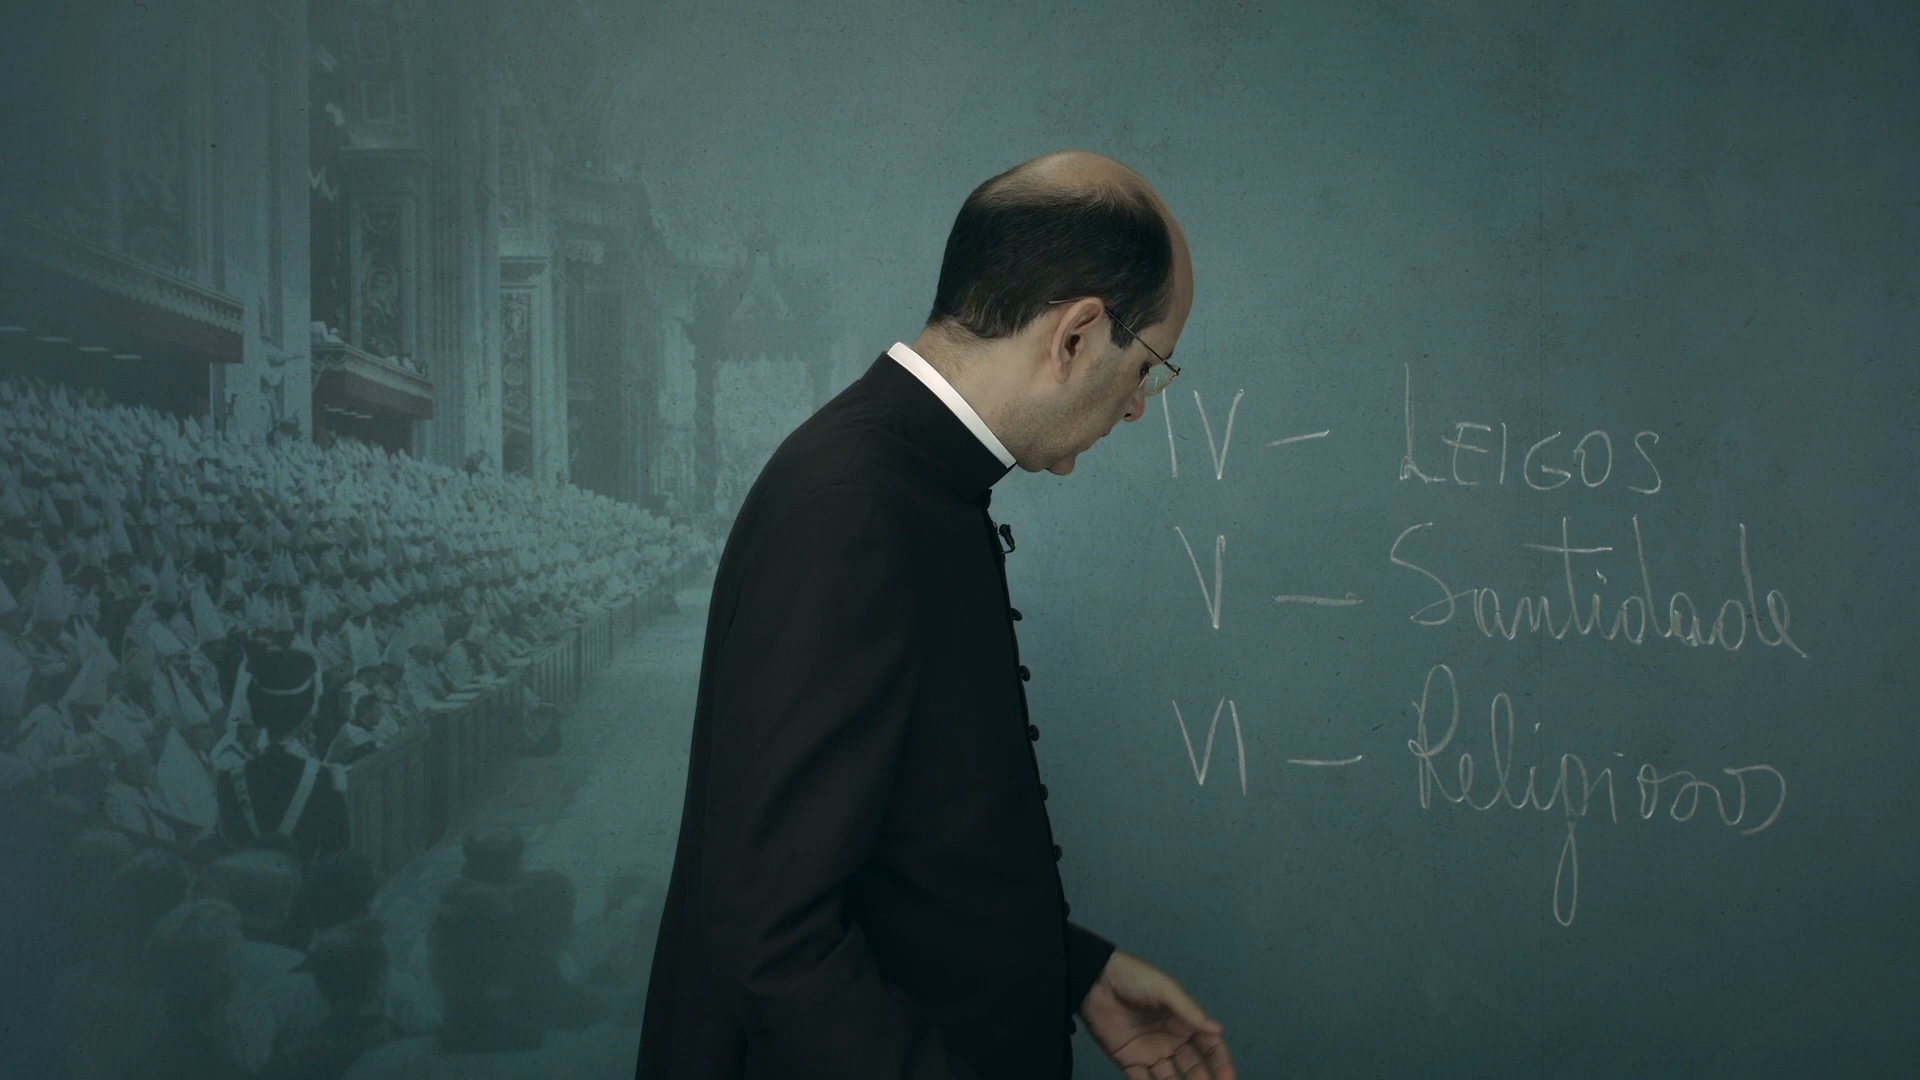 IV — LEIGOS
V — Santidade
VI — Religiosos